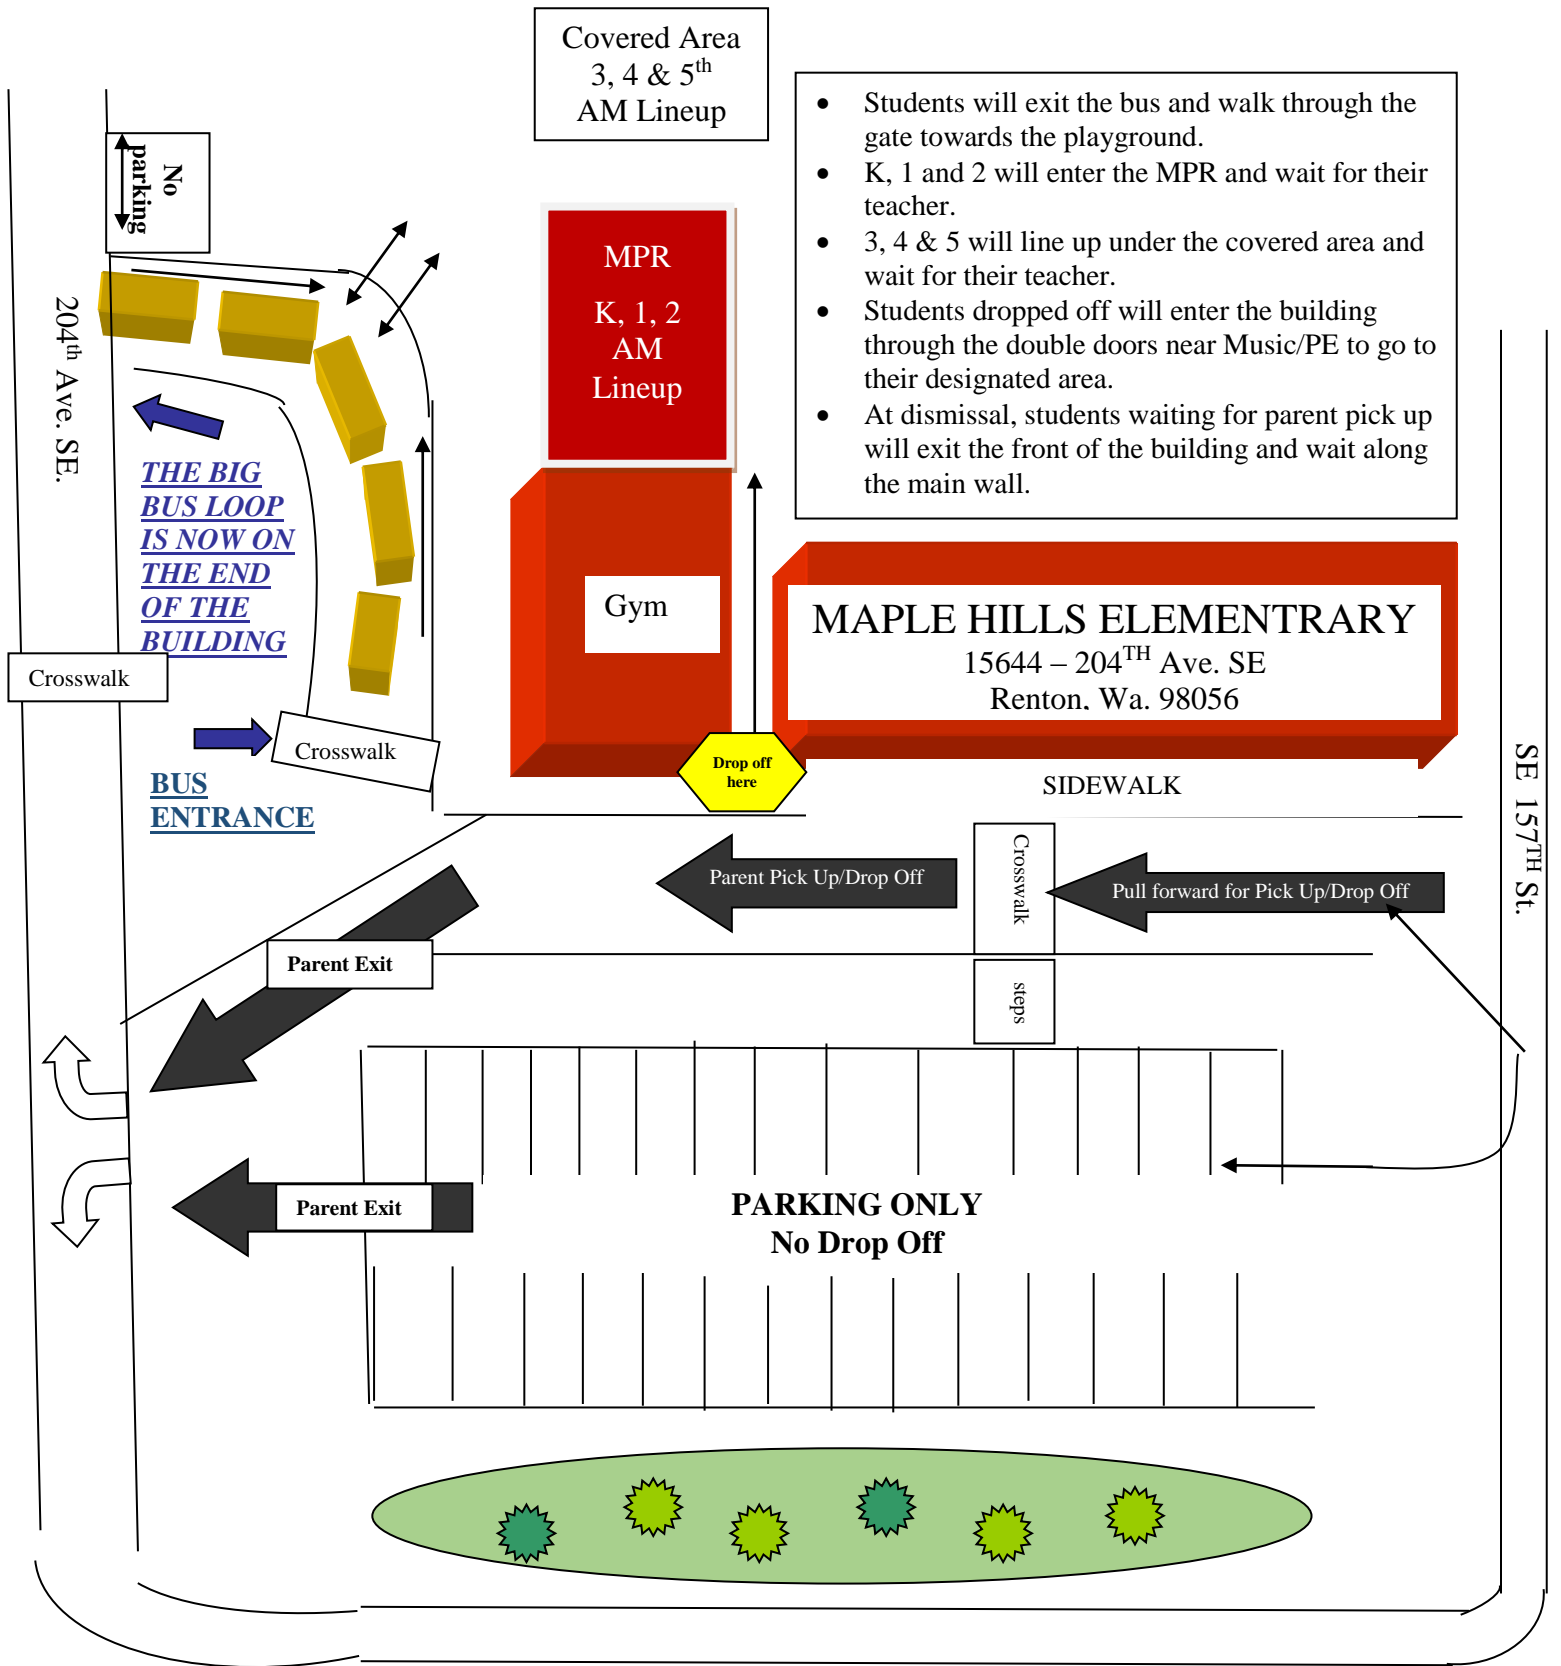 Covered Area
3, 4 & 5th
AM Lineup
• Students will exit the bus and walk through the
gate towards the playground.
• K, 1 and 2 will enter the MPR and wait for their
teacher.
• 3, 4 & 5 will line up under the covered area and
wait for their teacher.
• Students dropped off will enter the building
through the double doors near Music/PE to go to
their designated area.
• At dismissal, students waiting for parent pick up
will exit the front of the building and wait along
the main wall.
No
parking
204th Ave. SE.
MPR
K, 1, 2
AM
Lineup
THE BIG
BUS LOOP
IS NOW ON
THE END
OF THE
BUILDING
Gym
MAPLE HILLS ELEMENTRARY
15644 – 204TH Ave. SE
Renton, Wa. 98056
Crosswalk
Crosswalk
BUS
ENTRANCE
Drop off
here
SIDEWALK
SE 157TH St.
Parent Pick Up/Drop Off
Crosswalk
Pull forward for Pick Up/Drop Off
Parent Exit
steps
Parent Exit
PARKING ONLY
No Drop Off